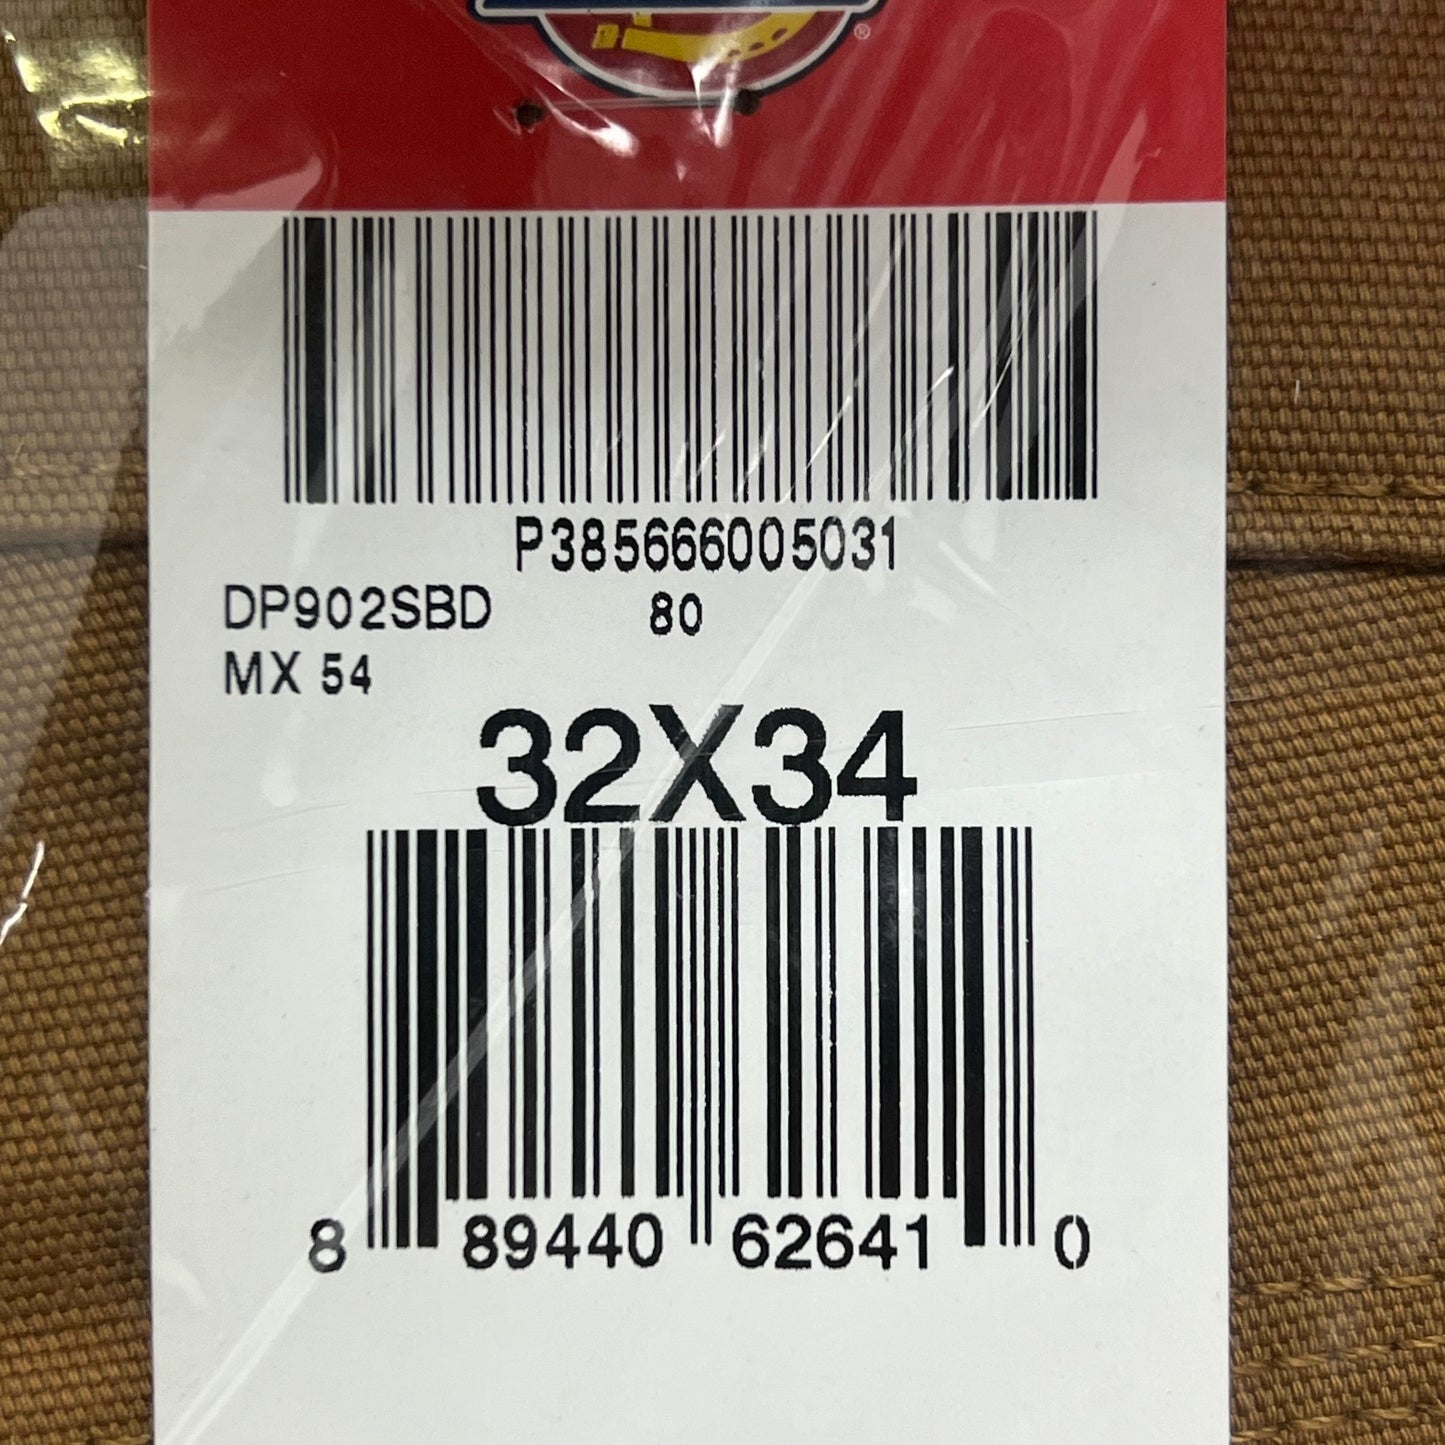 ®
P385666005031
DP902SBD 80
MX 54
32X34
8 89440 62641 0